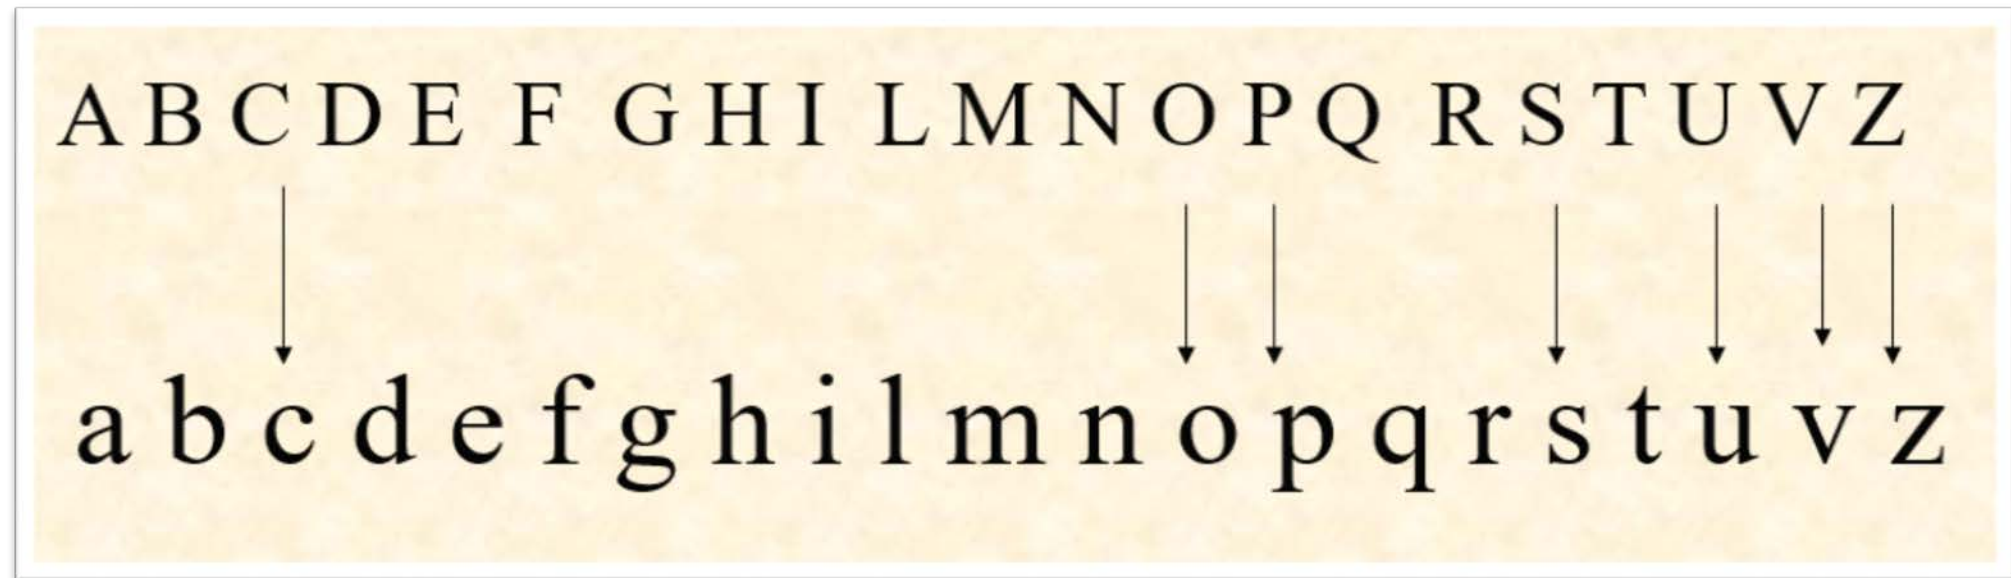 A B C D E F G H I L M N O P Q R S T U V Z
a b c d e f g h i l m n o p q r s t u v z